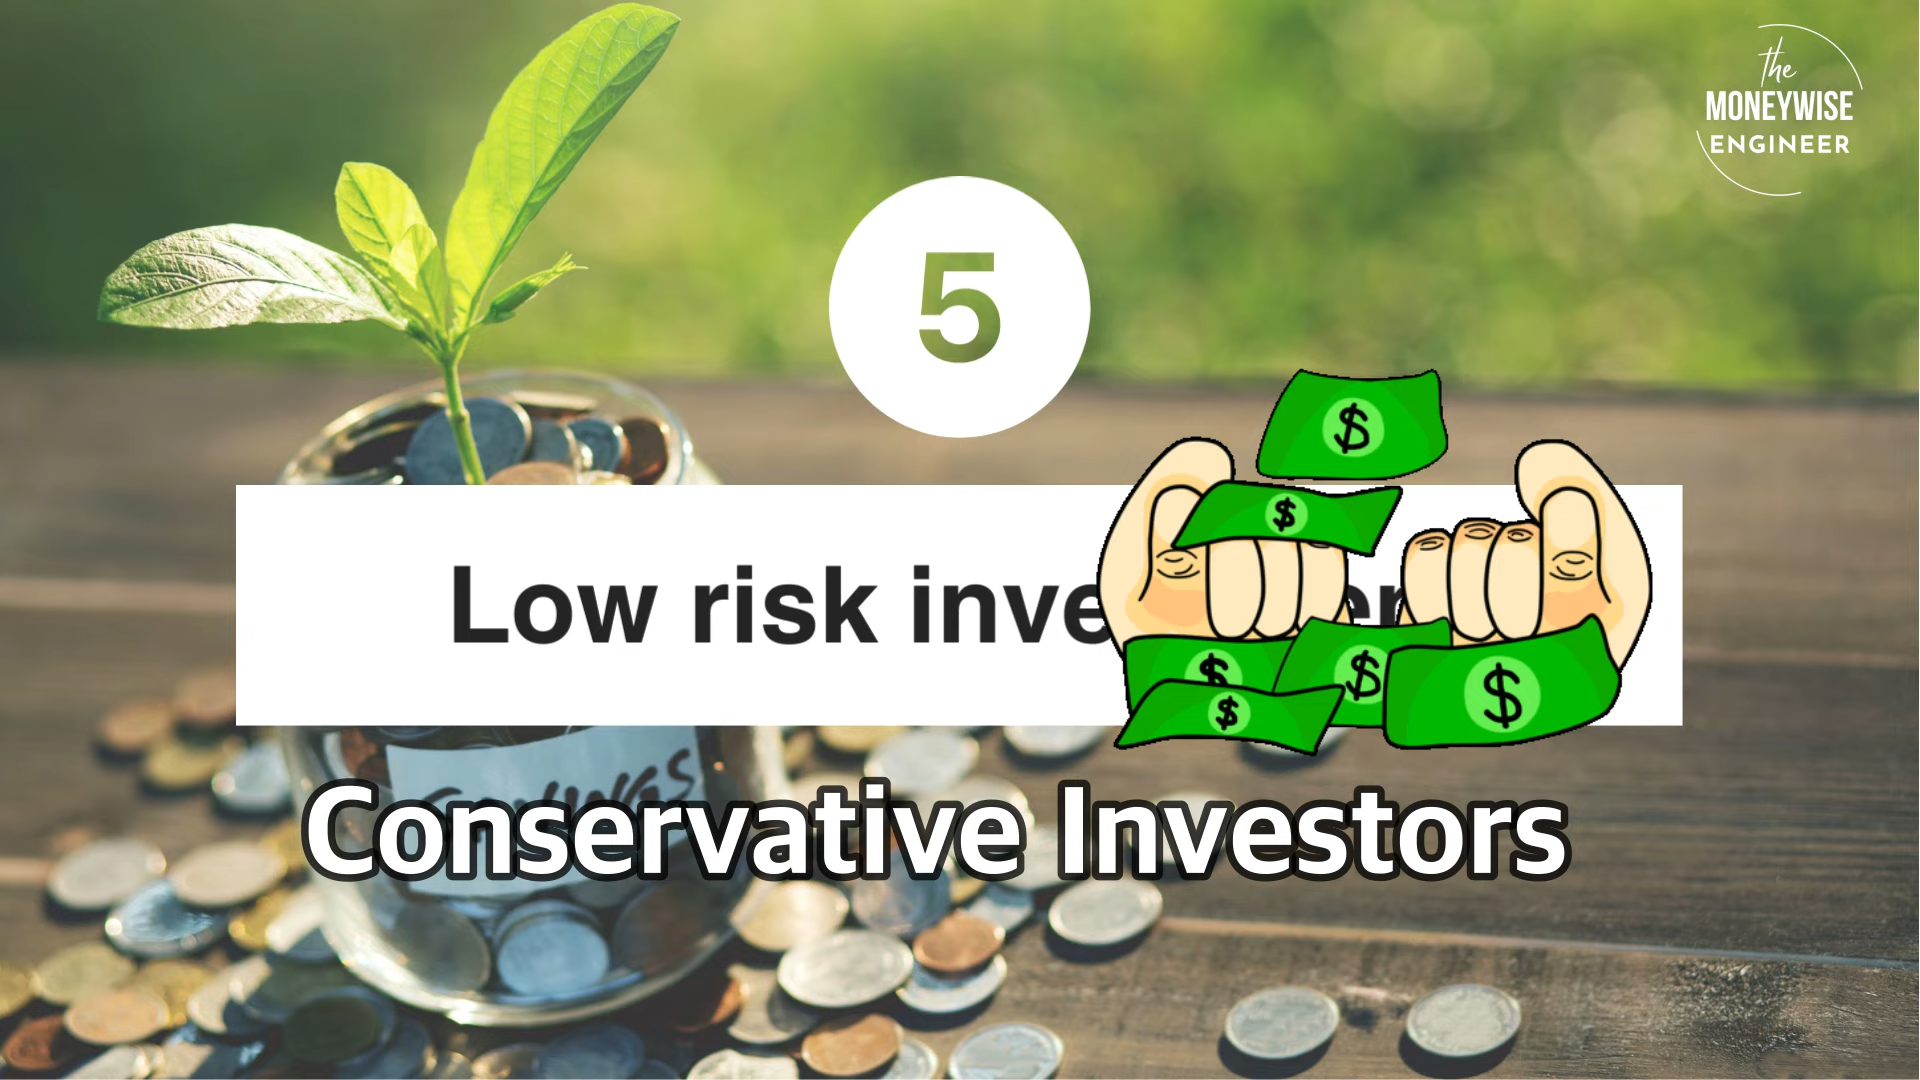 the
MONEYWISE
ENGINEER
5
Low risk inve
Conservative Investors
$
$
$
$
$
$